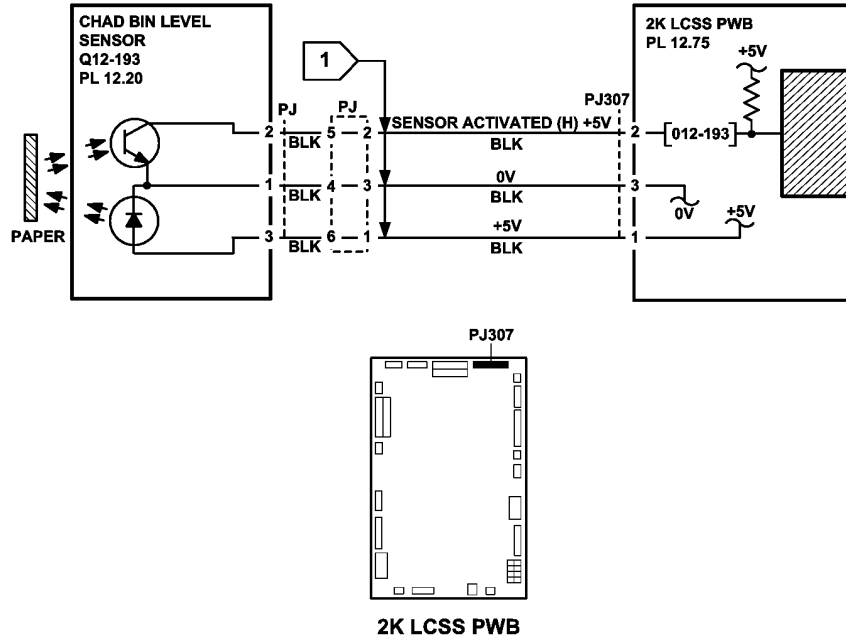 CHAD BIN LEVEL
SENSOR
Q12-193
PL 12.20
1
2K LCSS PWB
PL 12.75
+5V
PJ
PJ
PJ307
2 BLK 5 2 SENSOR ACTIVATED (H) +5V BLK 2 012-193
1 BLK 4 3 0V BLK 3 0V
3 BLK 6 1 +5V BLK 1 +5V
PAPER
PJ307
2K LCSS PWB